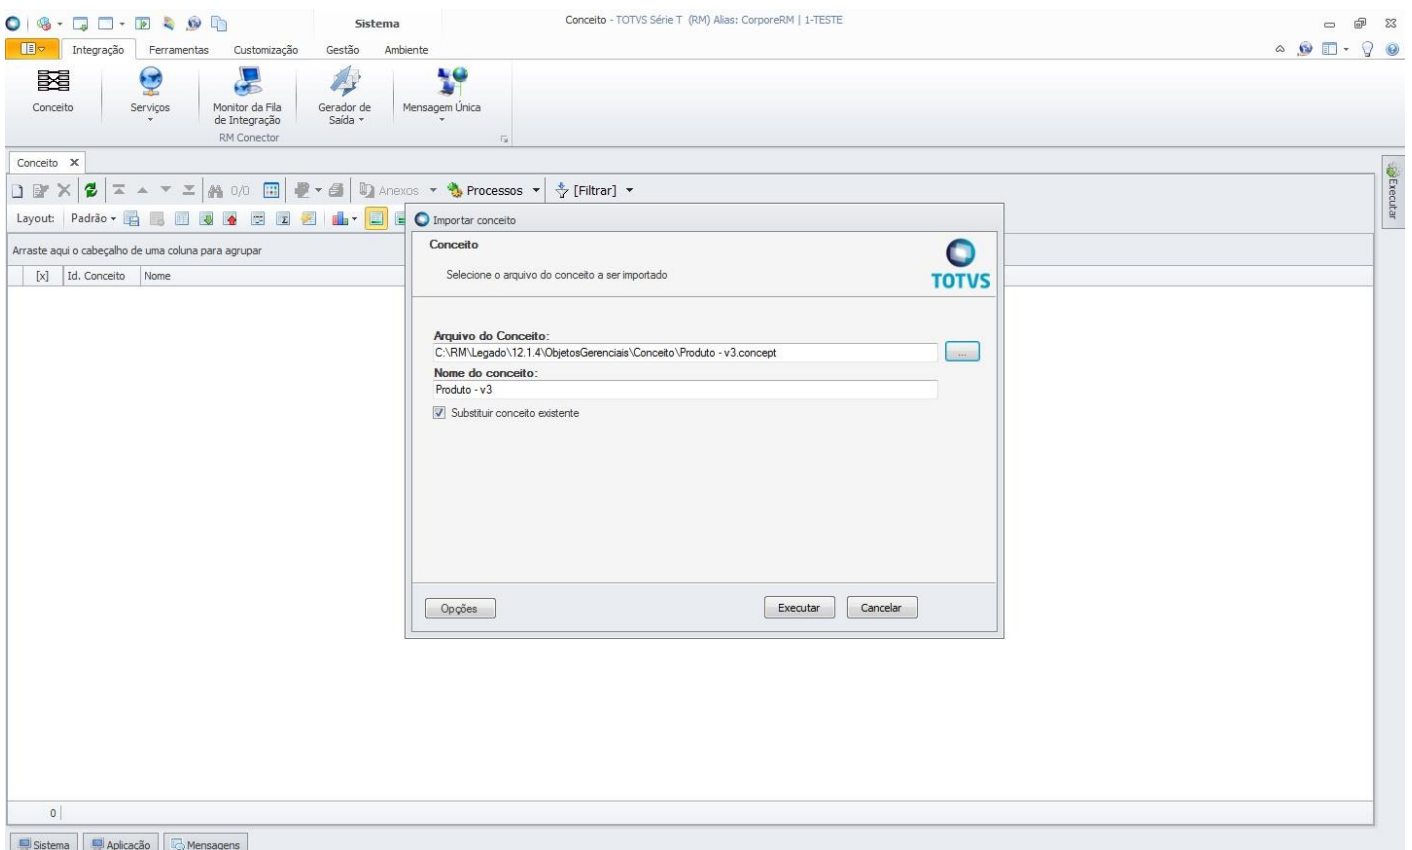 Sistema
Conceito - TOTVS Série T (RM) Alias: CorporeRM | 1-TESTE
Integração Ferramentas Customização Gestão Ambiente
Conceito
Serviços
Monitor da Fila
de Integração
Gerador de
Saída
Mensagem Única
RM Conector
Conceito X
0/0 Anexos Processos [Filtrar]
Layout: Padrão
Arraste aqui o cabeçalho de uma coluna para agrupar
[x] Id. Conceito Nome
Importar conceito
Conceito
Selecione o arquivo do conceito a ser importado
TOTVS
Arquivo do Conceito:
C:\RM\Legado\12.1.4\ObjetosGerenciais\Conceito\Produto - v3.concept
...
Nome do conceito:
Produto - v3
Substituir conceito existente
Opções Executar Cancelar
Executar
0
Sistema Aplicação Mensagens